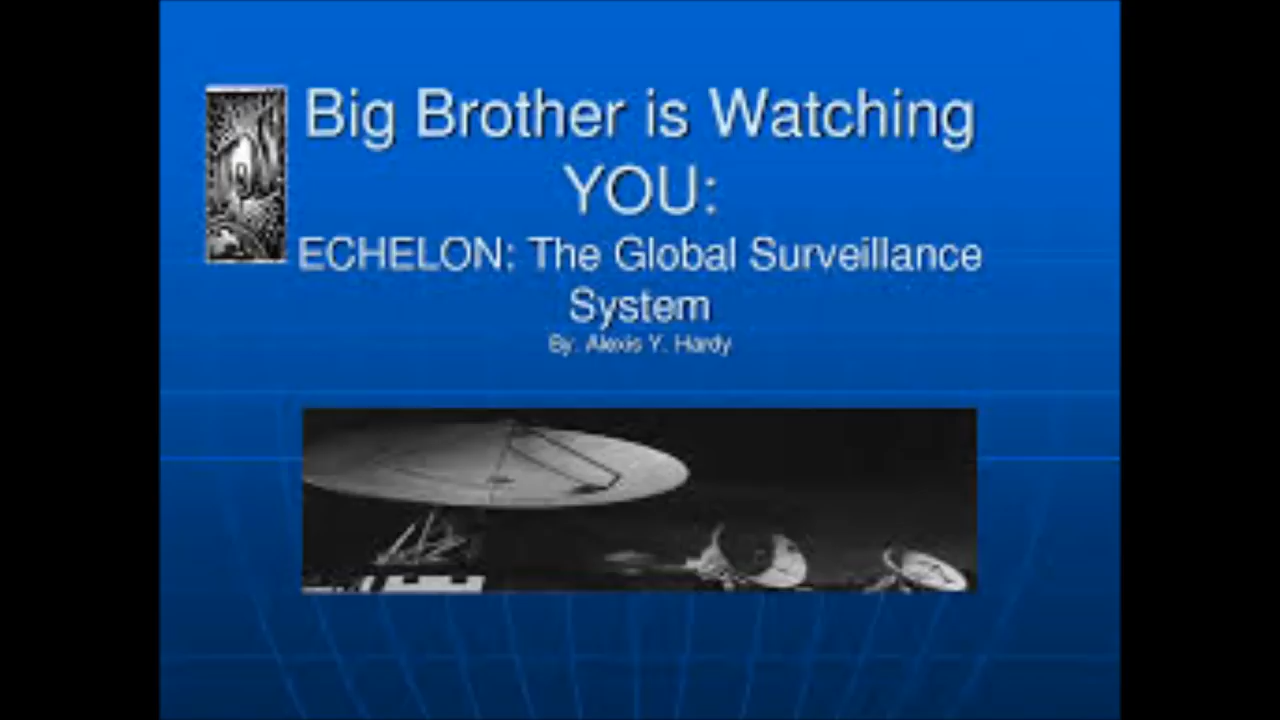 Big Brother is Watching
YOU:
ECHELON: The Global Surveillance
System
By. Alexis Y. Hardy